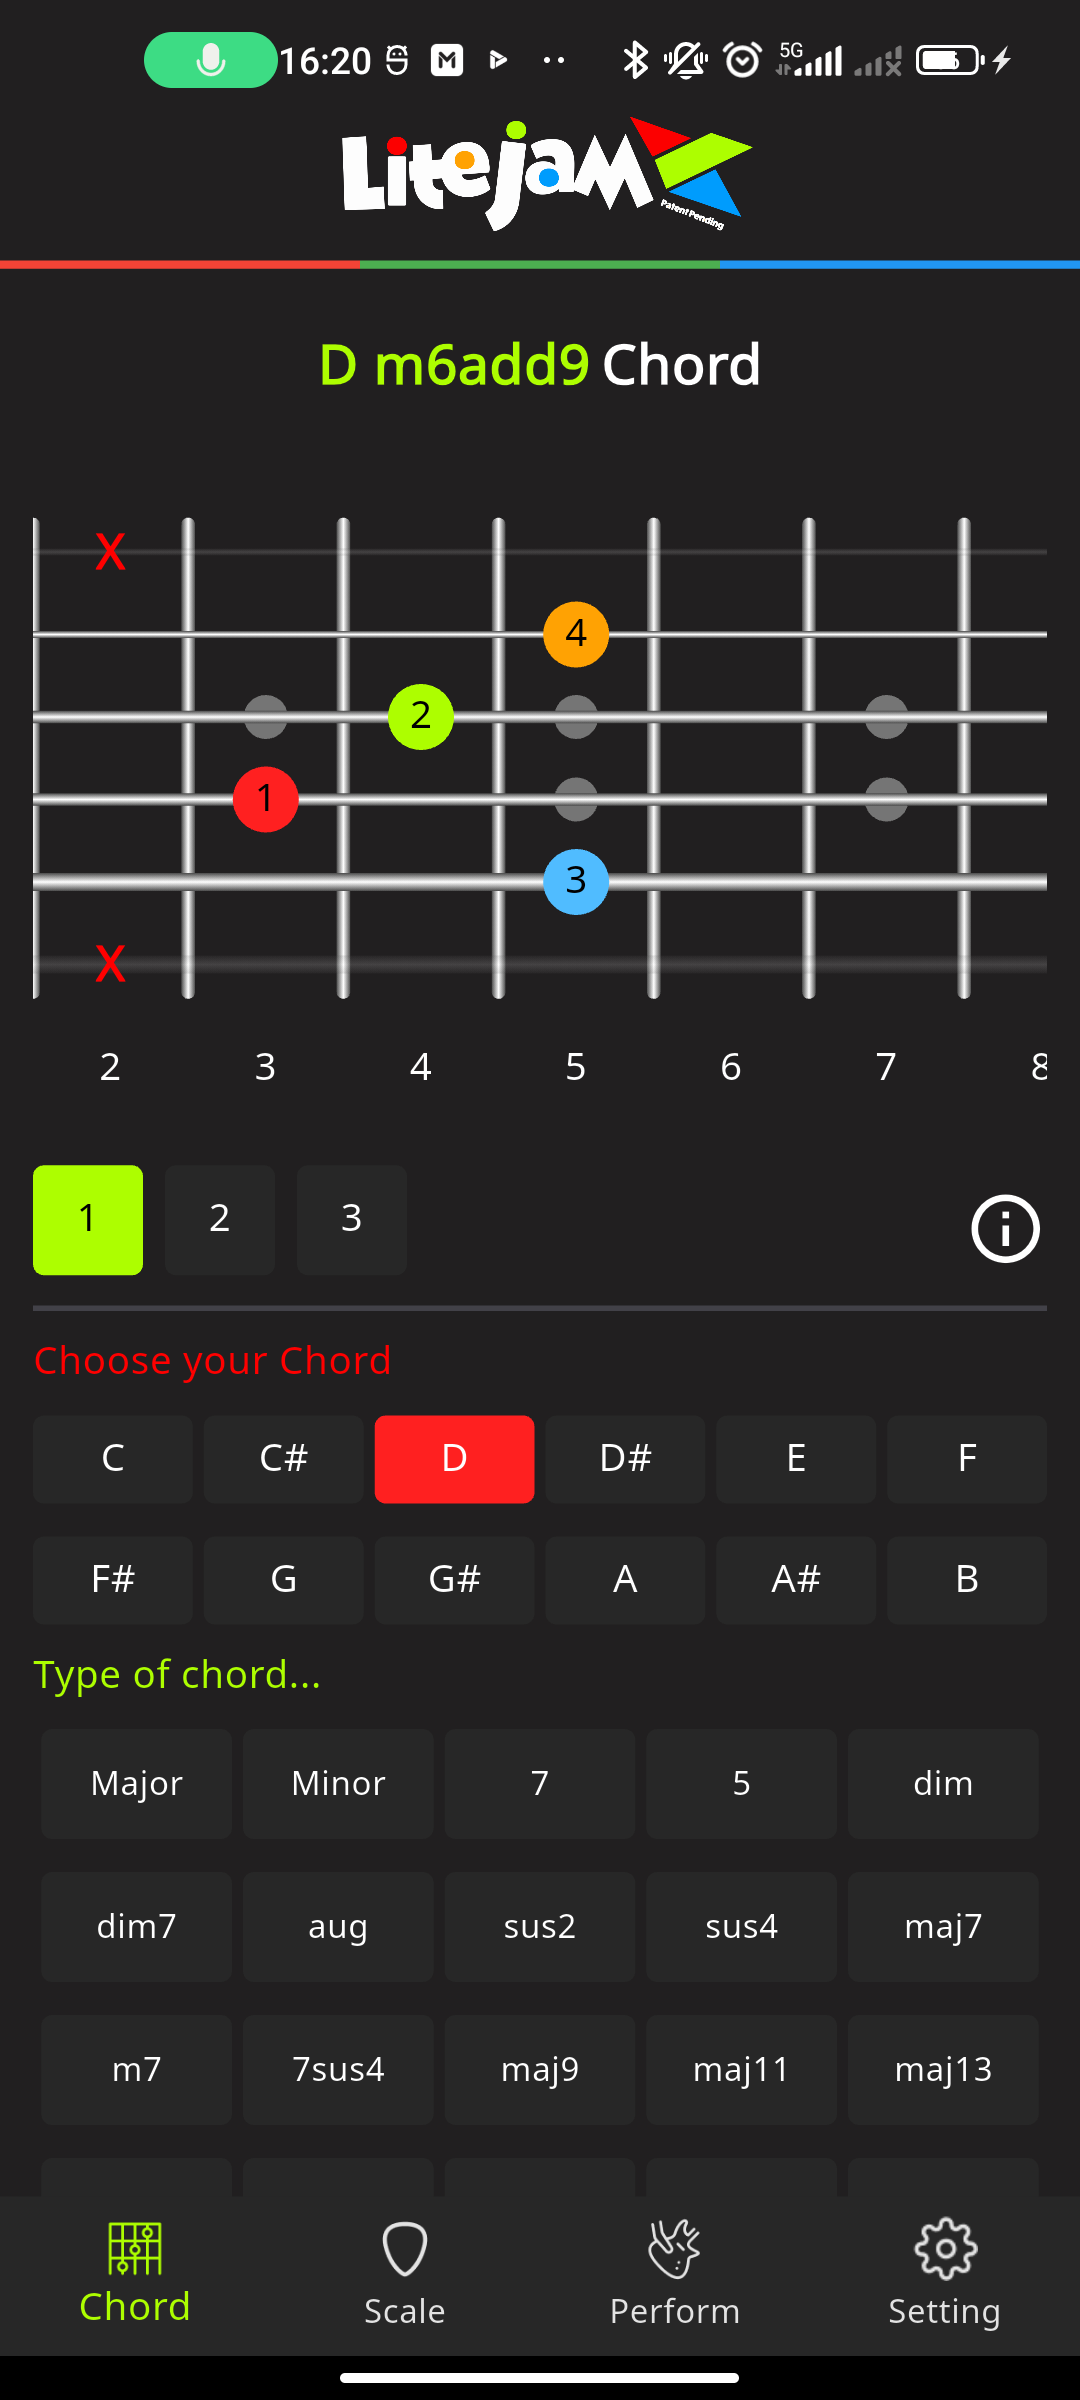 16:20 5G
Litejam
Patent Pending
D m6add9 Chord
X
4
2
1
3
X
2 3 4 5 6 7 8
1 2 3
Choose your Chord
C C# D D# E F
F# G G# A A# B
Type of chord...
Major Minor 7 5 dim
dim7 aug sus2 sus4 maj7
m7 7sus4 maj9 maj11 maj13
Chord Scale Perform Setting